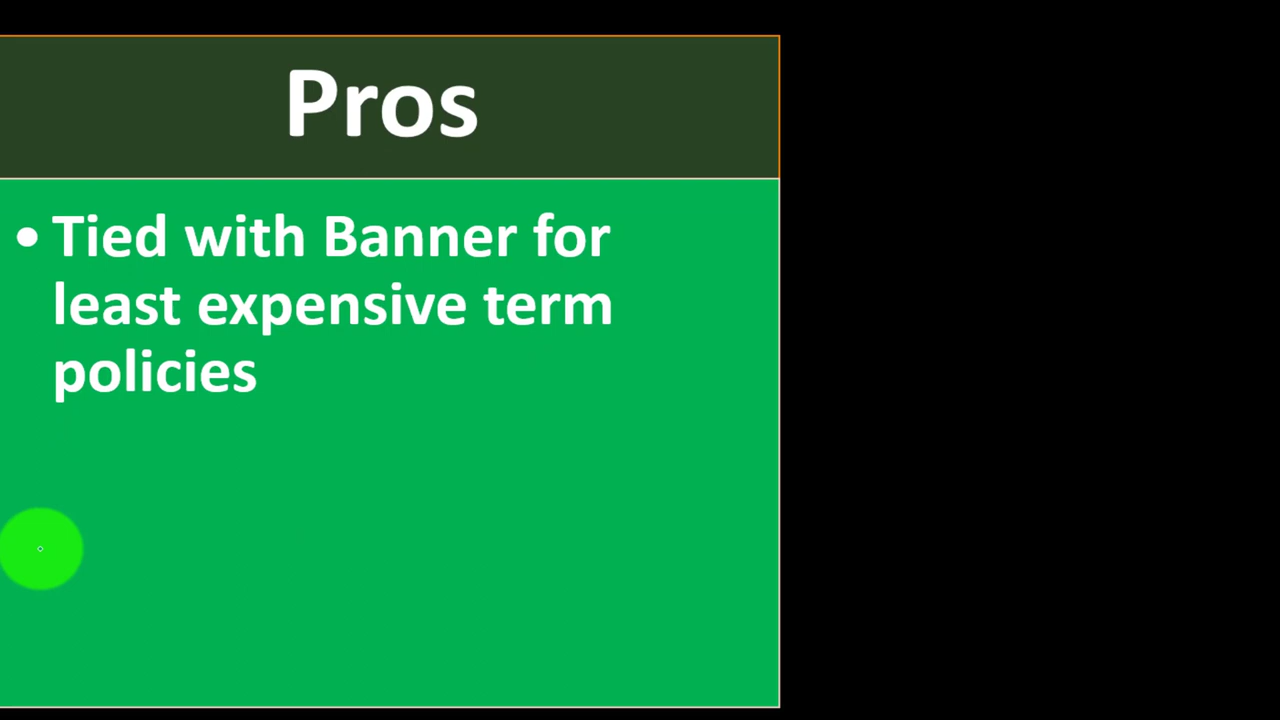 Pros
• Tied with Banner for
least expensive term
policies